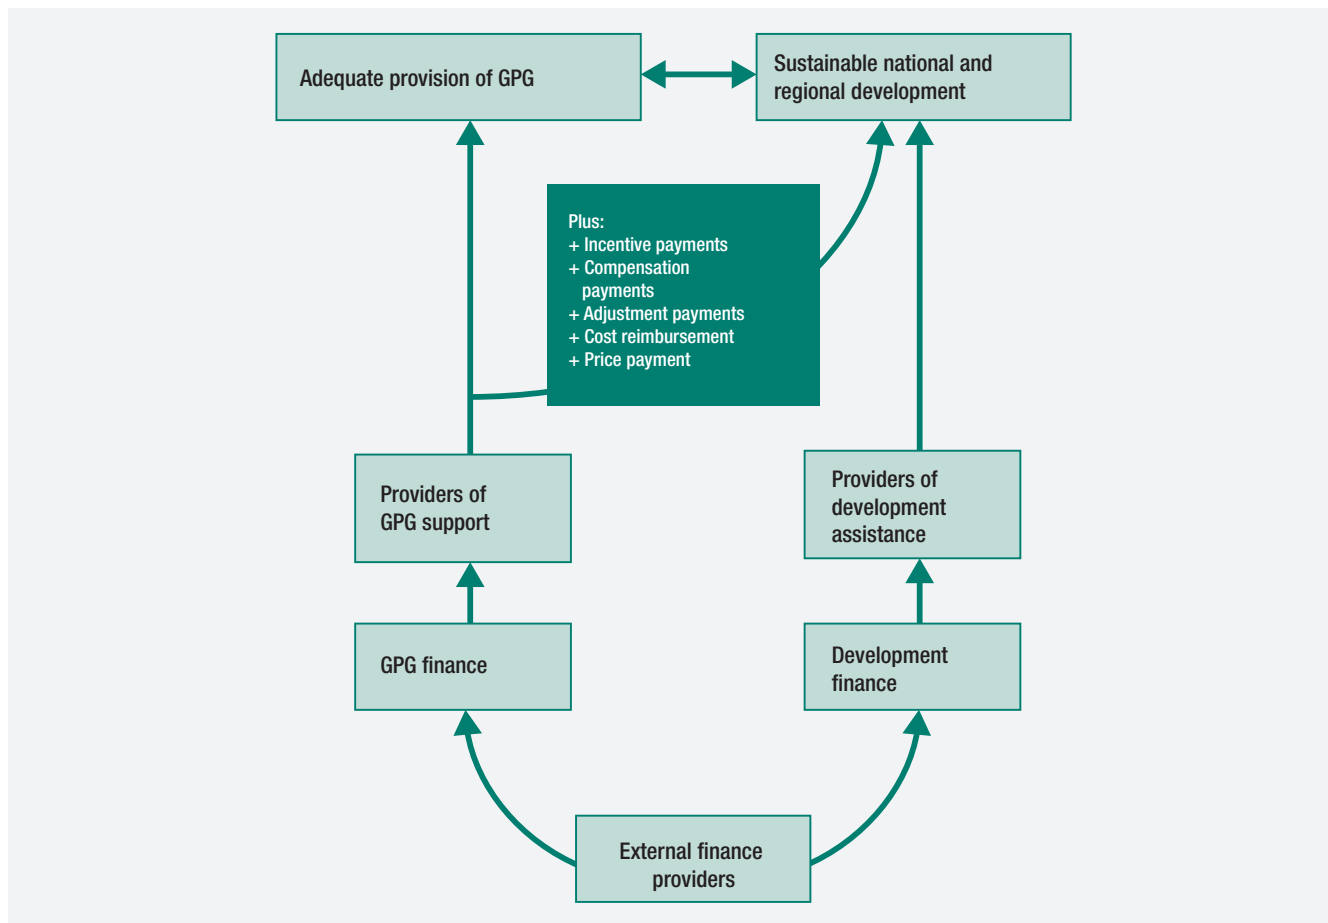 Adequate provision of GPG
Sustainable national and
regional development
Plus:
+ Incentive payments
+ Compensation
payments
+ Adjustment payments
+ Cost reimbursement
+ Price payment
Providers of
GPG support
Providers of
development
assistance
GPG finance
Development
finance
External finance
providers